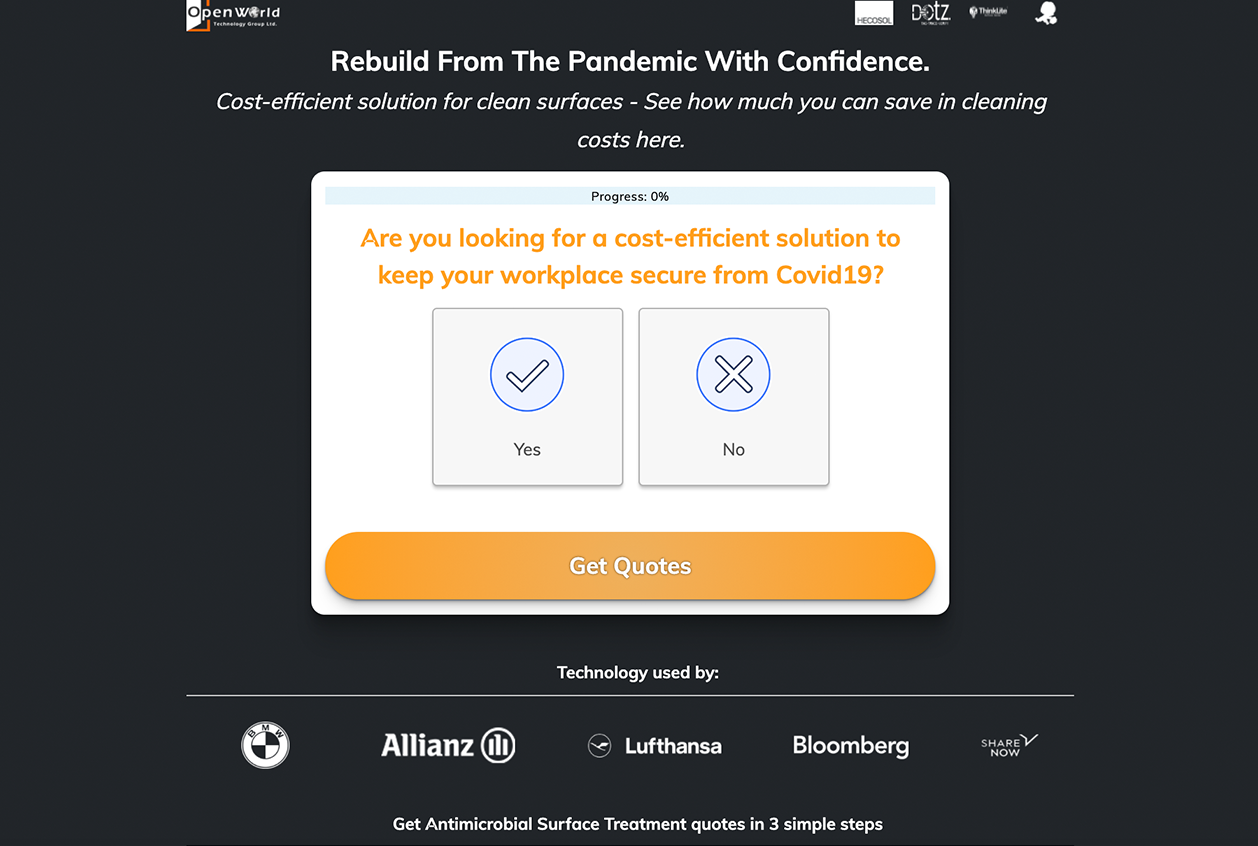 Open World
Technology Group Ltd.
HECOSOL
DOTZ
ThinkLite
Rebuild From The Pandemic With Confidence.
Cost-efficient solution for clean surfaces - See how much you can save in cleaning
costs here.
Progress: 0%
Are you looking for a cost-efficient solution to
keep your workplace secure from Covid19?
Yes
No
Get Quotes
Technology used by:
BMW
Allianz
Lufthansa
Bloomberg
SHARE
NOW
Get Antimicrobial Surface Treatment quotes in 3 simple steps